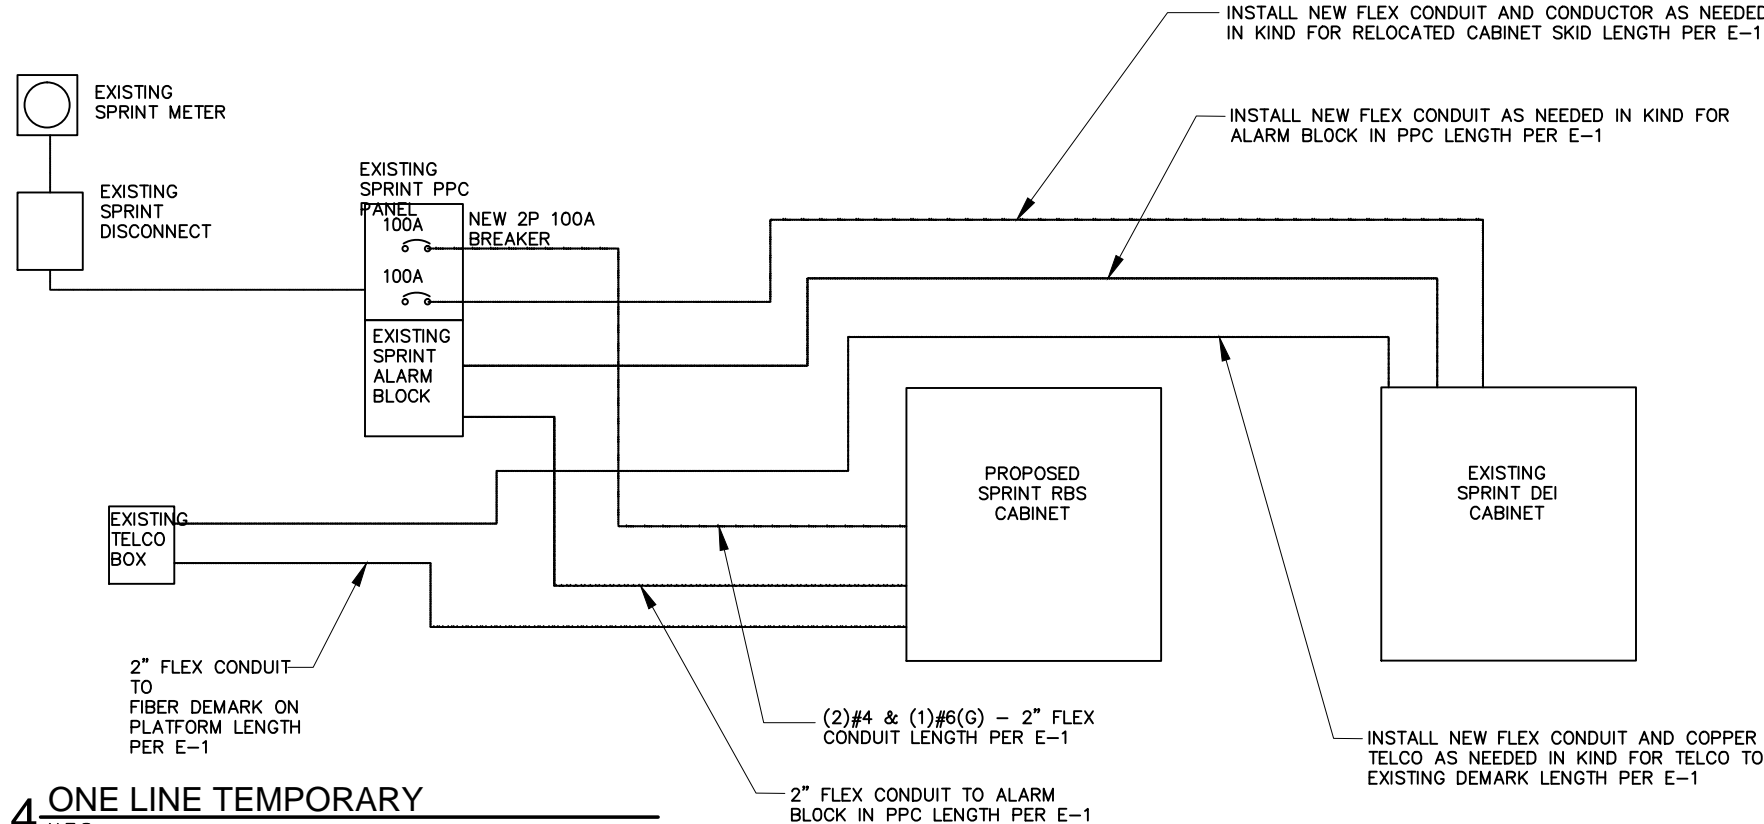 INSTALL NEW FLEX CONDUIT AND CONDUCTOR AS NEEDED
IN KIND FOR RELOCATED CABINET SKID LENGTH PER E-1
EXISTING
SPRINT METER
INSTALL NEW FLEX CONDUIT AS NEEDED IN KIND FOR
ALARM BLOCK IN PPC LENGTH PER E-1
EXISTING
SPRINT PPC
PANEL
EXISTING
SPRINT
DISCONNECT
100A
NEW 2P 100A
BREAKER
100A
EXISTING
SPRINT
ALARM
BLOCK
PROPOSED
SPRINT RBS
CABINET
EXISTING
SPRINT DEI
CABINET
EXISTING
TELCO
BOX
2" FLEX CONDUIT
TO
FIBER DEMARK ON
PLATFORM LENGTH
PER E-1
(2)#4 & (1)#6(G) - 2" FLEX
CONDUIT LENGTH PER E-1
INSTALL NEW FLEX CONDUIT AND COPPER
TELCO AS NEEDED IN KIND FOR TELCO TO
EXISTING DEMARK LENGTH PER E-1
2" FLEX CONDUIT TO ALARM
BLOCK IN PPC LENGTH PER E-1
4 ONE LINE TEMPORARY